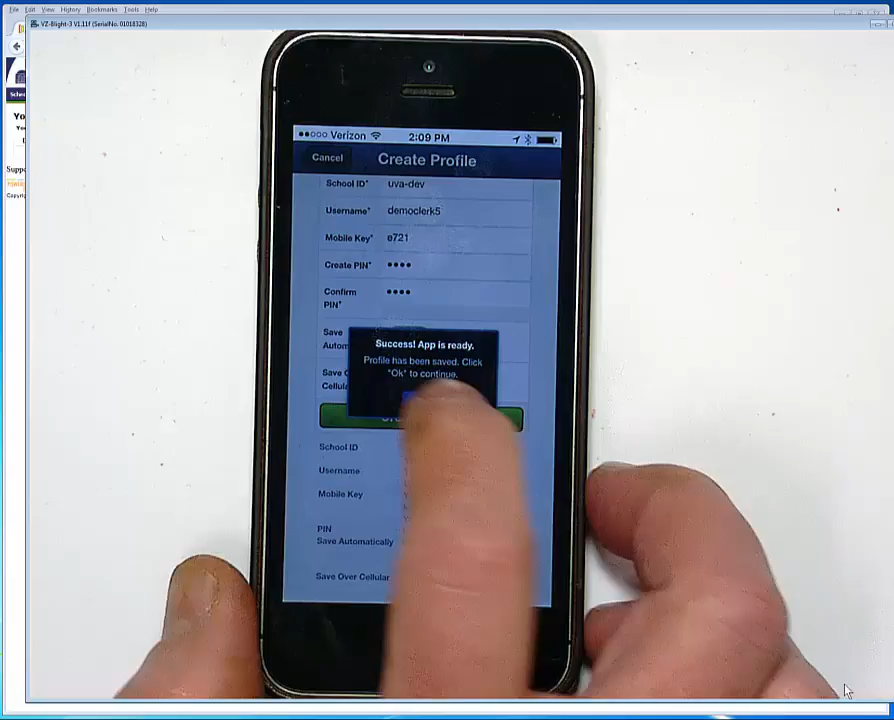 File Edit View History Bookmarks Tools Help
VZ-8light-3 V1.11f (SerialNo. 01018328)
Verizon 2:09 PM
Cancel Create Profile
School ID* uva-dev
Username* democlerk5
Mobile Key* e721
Create PIN* ••••
Confirm ••••
PIN*
Save
Success! App is ready.
Profile has been saved. Click
"Ok" to continue.
School ID
Username
Mobile Key
PIN
Save Automatically
Save Over Cellular